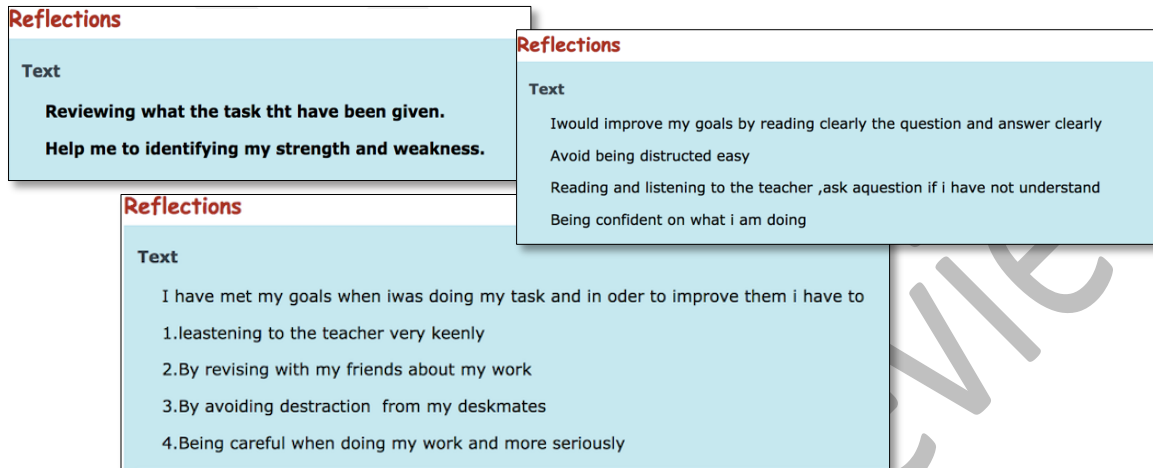 Reflections
Text
Reviewing what the task tht have been given.
Help me to identifying my strength and weakness.
Reflections
Text
Iwould improve my goals by reading clearly the question and answer clearly
Avoid being distructed easy
Reading and listening to the teacher ,ask aquestion if i have not understand
Being confident on what i am doing
Reflections
Text
I have met my goals when iwas doing my task and in oder to improve them i have to
1.leastening to the teacher very keenly
2.By revising with my friends about my work
3.By avoiding destraction from my deskmates
4.Being careful when doing my work and more seriously